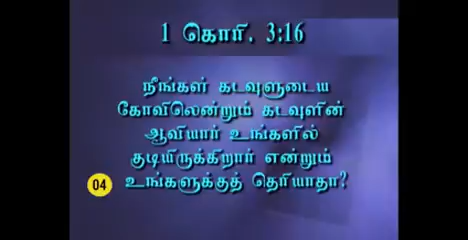 1 கொரி. 3:16
நீங்கள் கடவுளுடைய
கோவிலென்றும் கடவுளின்
ஆவியார் உங்களில்
குடியிருக்கிறார் என்றும்
04 உங்களுக்குத் தெரியாதா?